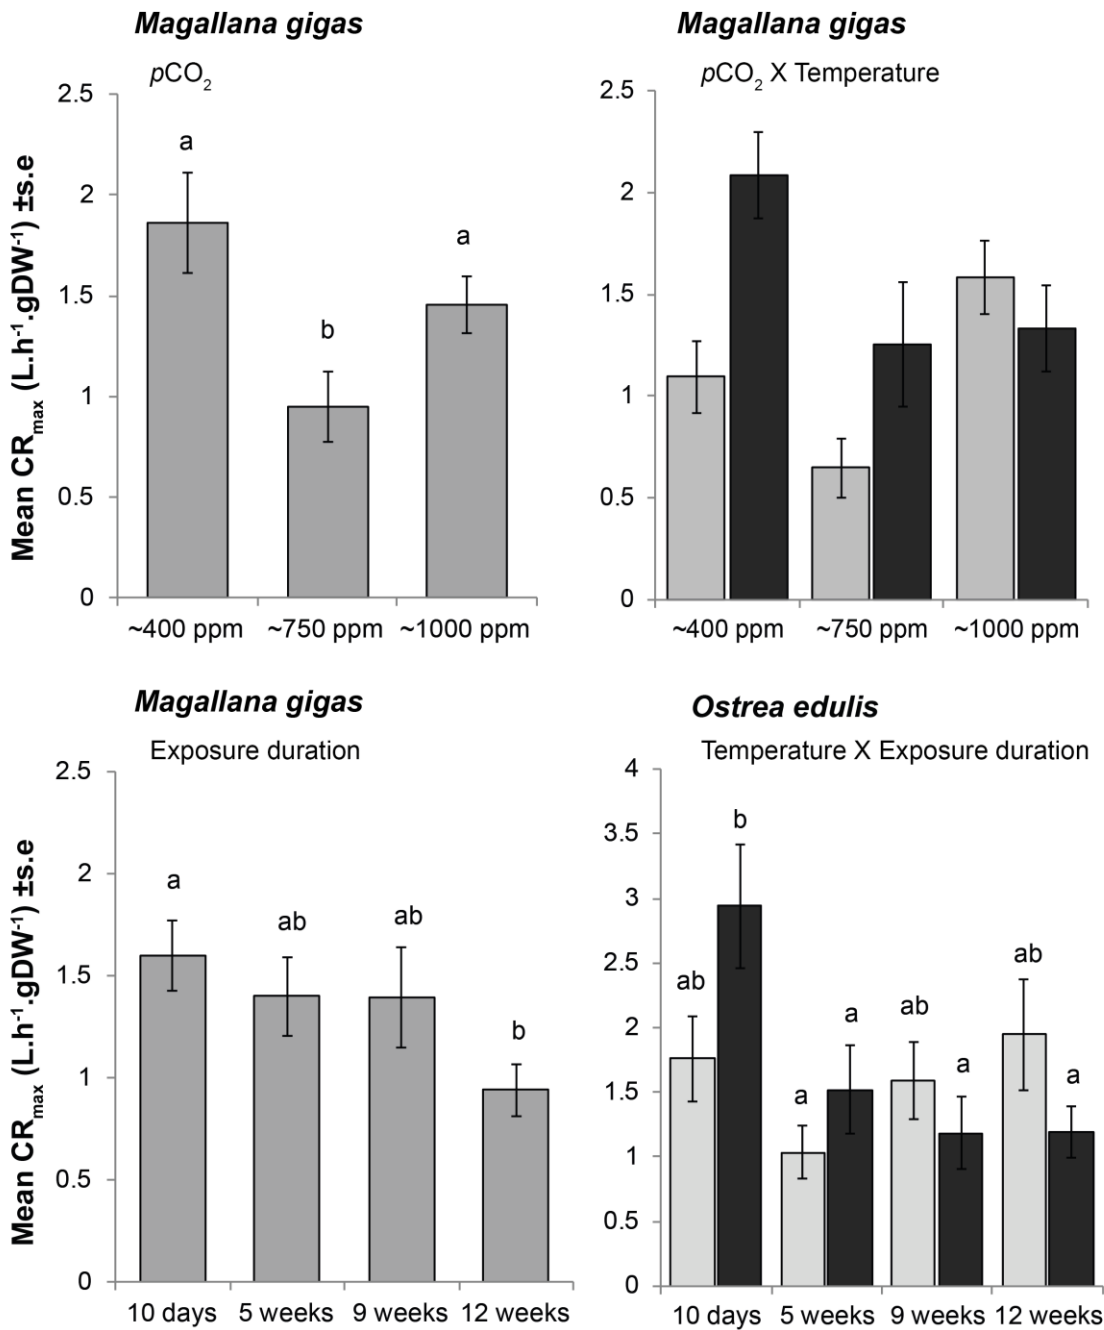 Magallana gigas
pCO2
Mean CRmax (L.h-1.gDW-1) ±s.e
2.5
2
1.5
1
0.5
0
a
b
a
~400 ppm ~750 ppm ~1000 ppm
Magallana gigas
pCO2 X Temperature
2.5
2
1.5
1
0.5
0
~400 ppm ~750 ppm ~1000 ppm
Magallana gigas
Exposure duration
Mean CRmax (L.h-1.gDW-1) ±s.e
2.5
2
1.5
1
0.5
0
a
ab
ab
b
10 days 5 weeks 9 weeks 12 weeks
Ostrea edulis
Temperature X Exposure duration
4
3.5
3
2.5
2
1.5
1
0.5
0
ab
b
a
a
ab
a
ab
a
10 days 5 weeks 9 weeks 12 weeks